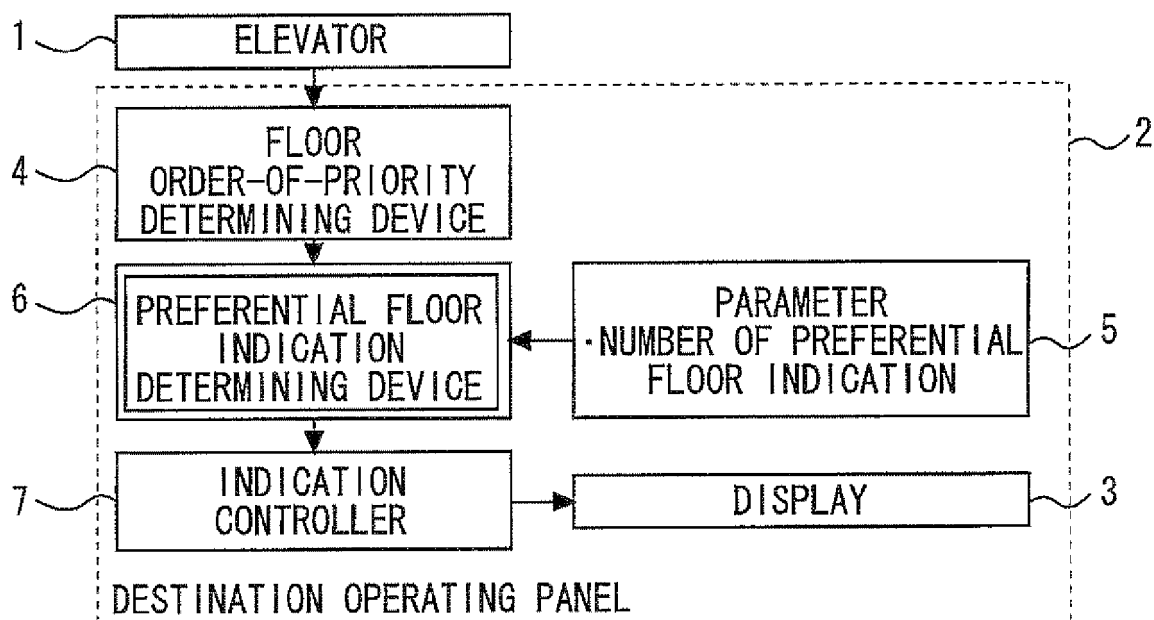 1
ELEVATOR
2
4
FLOOR
ORDER-OF-PRIORITY
DETERMINING DEVICE
6
PREFERENTIAL FLOOR
INDICATION
DETERMINING DEVICE
PARAMETER
·NUMBER OF PREFERENTIAL
FLOOR INDICATION
5
7
INDICATION
CONTROLLER
DISPLAY
3
DESTINATION OPERATING PANEL